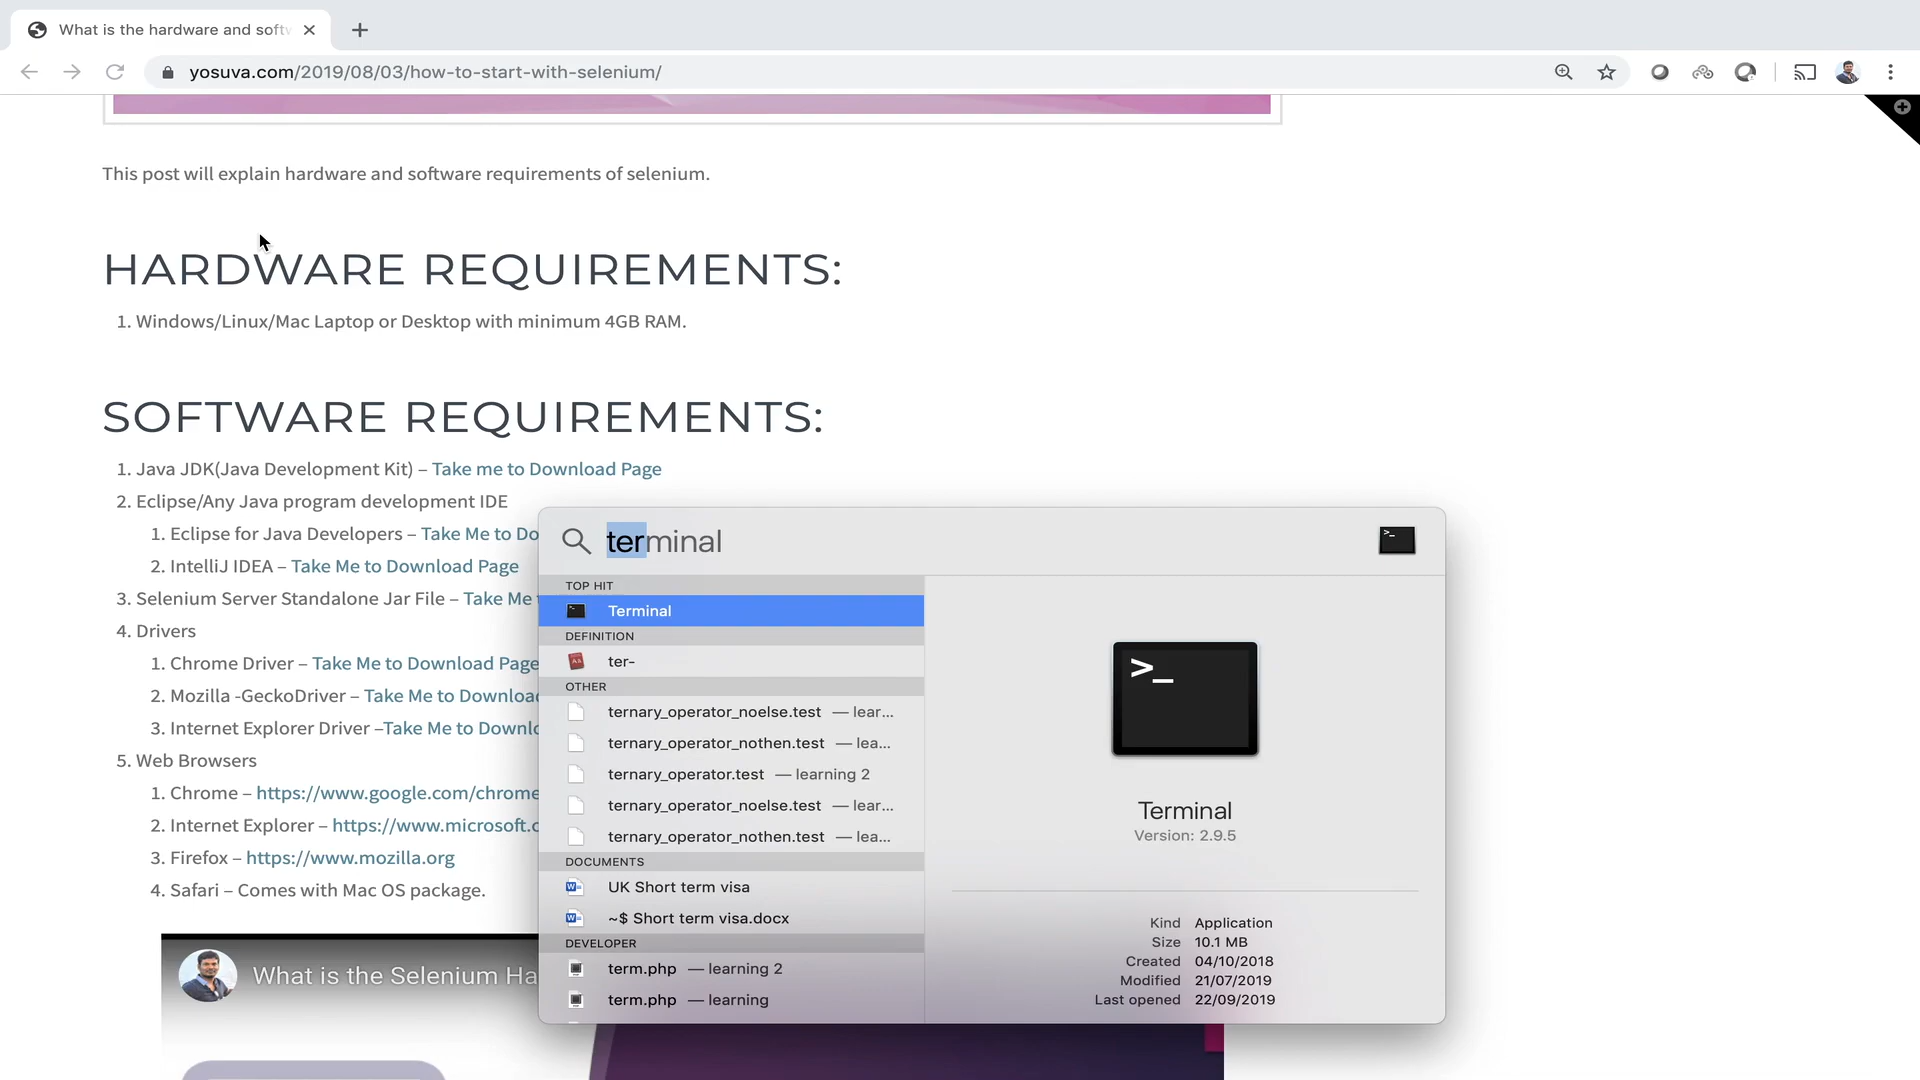 What is the hardware and softw
yosuva.com/2019/08/03/how-to-start-with-selenium/
This post will explain hardware and software requirements of selenium.
HARDWARE REQUIREMENTS:
1. Windows/Linux/Mac Laptop or Desktop with minimum 4GB RAM.
SOFTWARE REQUIREMENTS:
1. Java JDK(Java Development Kit) – Take me to Download Page
2. Eclipse/Any Java program development IDE
1. Eclipse for Java Developers – Take Me to Do
2. IntelliJ IDEA – Take Me to Download Page
3. Selenium Server Standalone Jar File – Take Me
4. Drivers
1. Chrome Driver – Take Me to Download Page
2. Mozilla -GeckoDriver – Take Me to Download
3. Internet Explorer Driver –Take Me to Downl
5. Web Browsers
1. Chrome – https://www.google.com/chrome
2. Internet Explorer – https://www.microsoft.c
3. Firefox – https://www.mozilla.org
4. Safari – Comes with Mac OS package.
What is the Selenium Ha
terminal
TOP HIT
Terminal
DEFINITION
ter-
OTHER
ternary_operator_noelse.test — lear...
ternary_operator_nothen.test — lea...
ternary_operator.test — learning 2
ternary_operator_noelse.test — lear...
ternary_operator_nothen.test — lea...
DOCUMENTS
UK Short term visa
~$ Short term visa.docx
DEVELOPER
term.php — learning 2
term.php — learning
>_
Terminal
Version: 2.9.5
Kind Application
Size 10.1 MB
Created 04/10/2018
Modified 21/07/2019
Last opened 22/09/2019